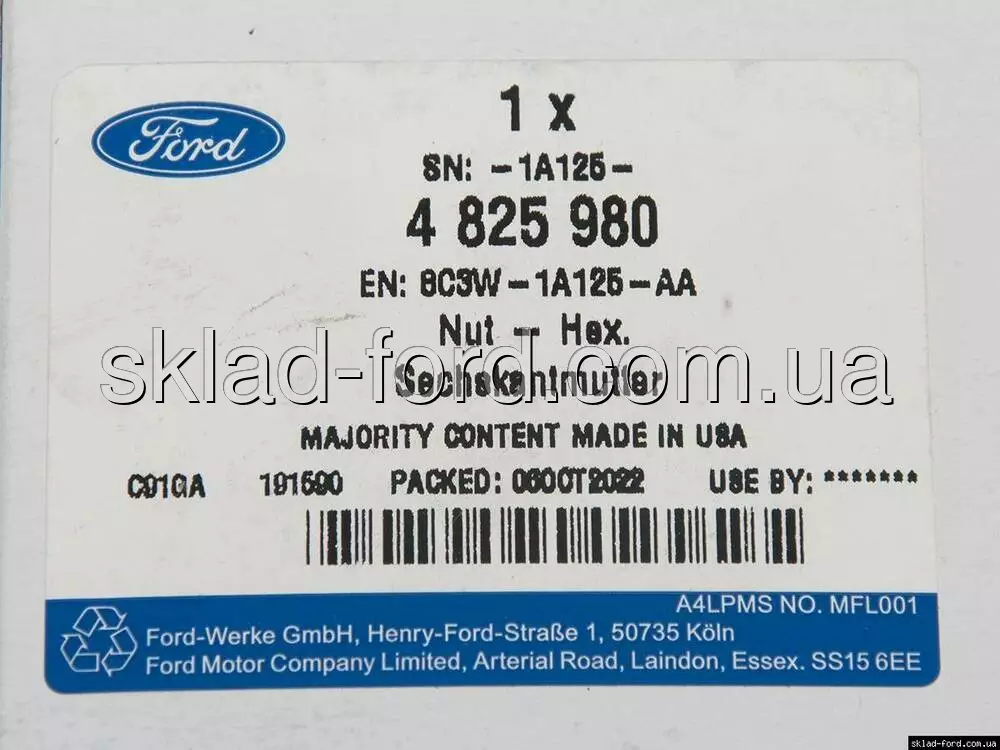 Ford
1 x
SN: -1A125-
4 825 980
EN: 8C3W-1A125-AA
Nut - Hex.
sklad-ford.com.ua
Sechskantmutter
MAJORITY CONTENT MADE IN USA
PACKED: 06OCT2022 USE BY: *******
A4LPMS NO. MFL001
Ford-Werke GmbH, Henry-Ford-Straße 1, 50735 Köln
Ford Motor Company Limited, Arterial Road, Laindon, Essex. SS15 6EE
sklad-ford.com.ua